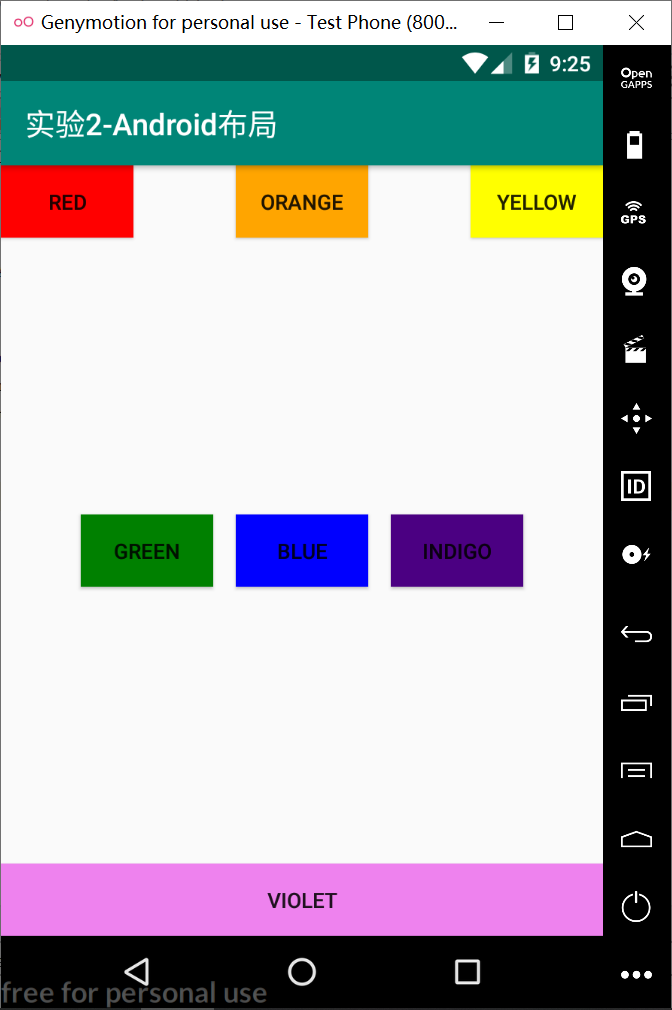 Genymotion for personal use - Test Phone (800...
9:25
Open
GAPPS
实验2-Android布局
RED
ORANGE
YELLOW
GPS
ID
GREEN
BLUE
INDIGO
VIOLET
free for personal use